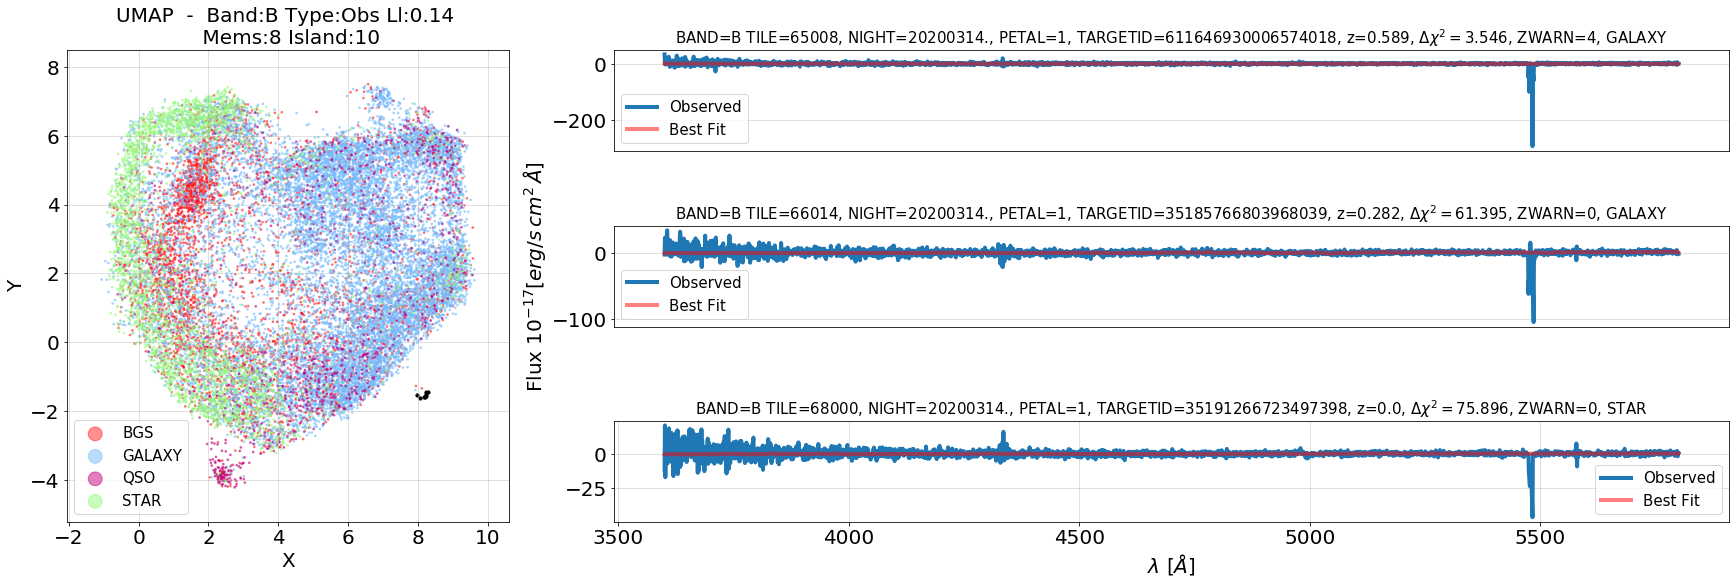 UMAP  -  Band:B Type:Obs Ll:0.14
Mems:8 Island:10
8
6
4
2
0
−2
−4
Y
BGS
GALAXY
QSO
STAR
−2
0
2
4
6
8
10
X
Flux 10⁻¹⁷[erg/s cm² Å]
BAND=B TILE=65008, NIGHT=20200314., PETAL=1, TARGETID=611646930006574018, z=0.589, Δχ² = 3.546, ZWARN=4, GALAXY
0
−200
Observed
Best Fit
BAND=B TILE=66014, NIGHT=20200314., PETAL=1, TARGETID=35185766803968039, z=0.282, Δχ² = 61.395, ZWARN=0, GALAXY
0
−100
Observed
Best Fit
BAND=B TILE=68000, NIGHT=20200314., PETAL=1, TARGETID=35191266723497398, z=0.0, Δχ² = 75.896, ZWARN=0, STAR
0
−25
Observed
Best Fit
3500
4000
4500
5000
5500
λ [Å]